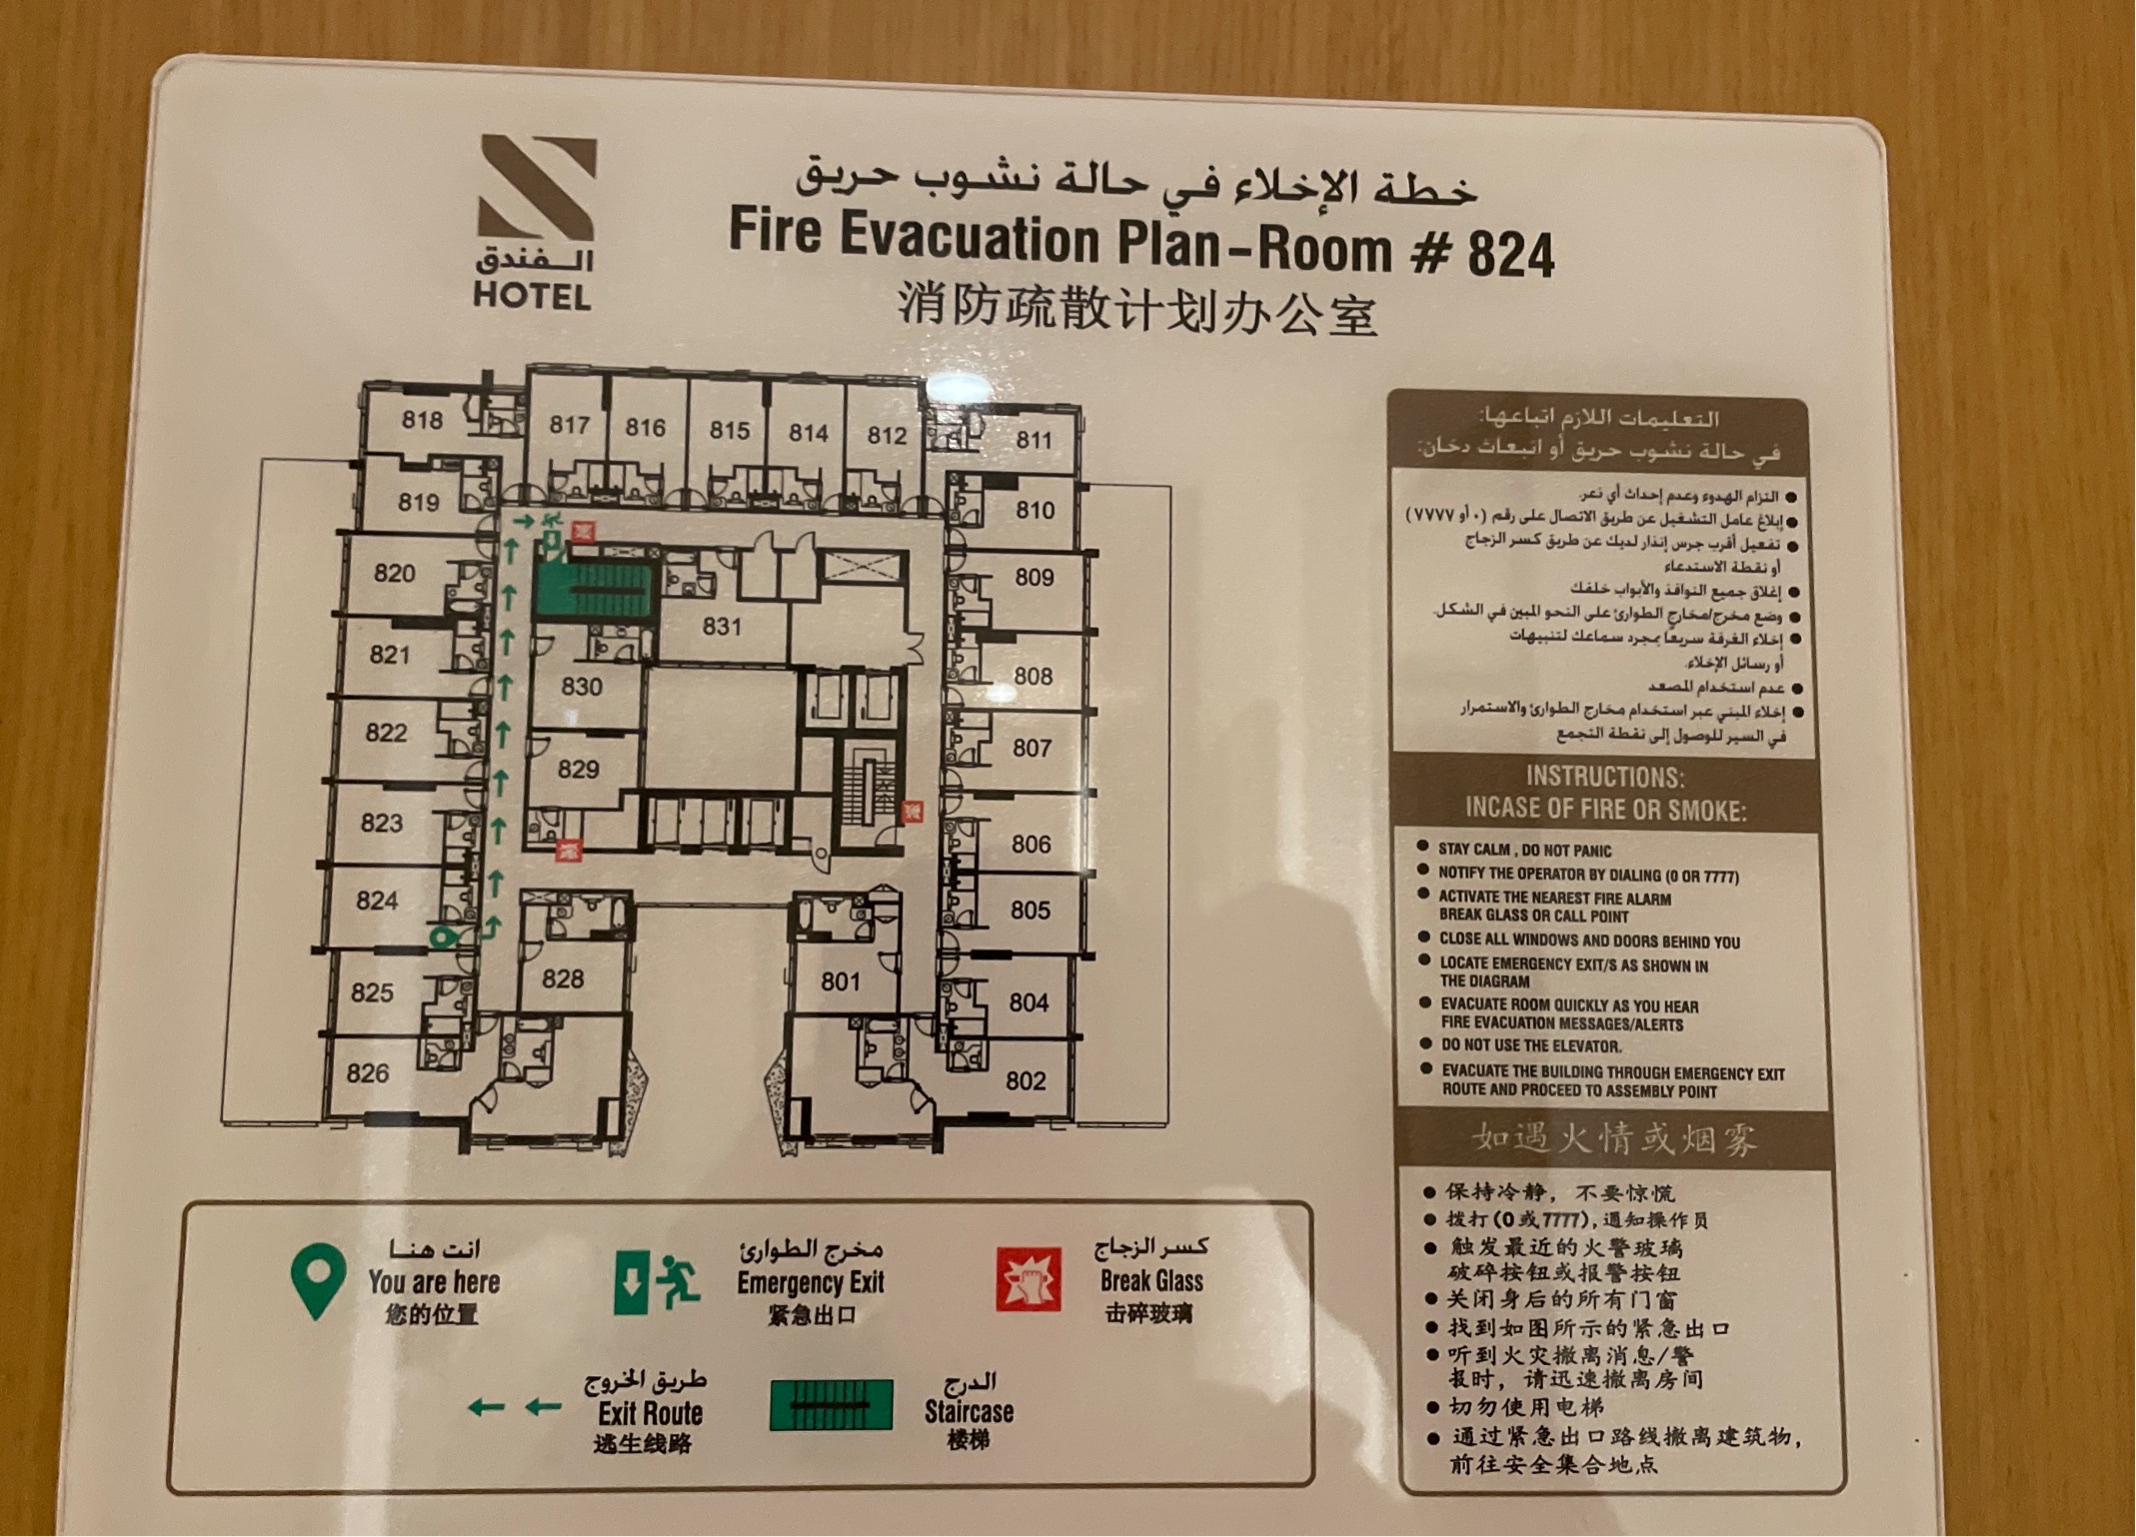 الفندق
HOTEL
خطة الإخلاء في حالة نشوب حريق
Fire Evacuation Plan-Room # 824
消防疏散计划办公室
818
817
816
815
814
812
811
819
810
820
809
831
821
808
830
822
807
829
823
806
824
805
825
828
801
804
826
802
التعليمات اللازم اتباعها:
في حالة نشوب حريق أو انبعاث دخان:
● التزام الهدوء وعدم إحداث أي ذعر.
● إبلاغ عامل التشغيل عن طريق الاتصال على رقم (٠ أو ٧٧٧٧)
● تفعيل أقرب جرس إنذار لديك عن طريق كسر الزجاج
أو نقطة الاستدعاء
● إغلاق جميع النوافذ والأبواب خلفك
● وضع مخرج/مخارج الطوارئ على النحو المبين في الشكل.
● إخلاء الغرفة سريعا بمجرد سماعك لتنبيهات
أو رسائل الإخلاء.
● عدم استخدام المصعد
● إخلاء المبني عبر استخدام مخارج الطوارئ والاستمرار
في السير للوصول إلى نقطة التجمع
INSTRUCTIONS:
INCASE OF FIRE OR SMOKE:
● STAY CALM , DO NOT PANIC
● NOTIFY THE OPERATOR BY DIALING (0 OR 7777)
● ACTIVATE THE NEAREST FIRE ALARM
BREAK GLASS OR CALL POINT
● CLOSE ALL WINDOWS AND DOORS BEHIND YOU
● LOCATE EMERGENCY EXIT/S AS SHOWN IN
THE DIAGRAM
● EVACUATE ROOM QUICKLY AS YOU HEAR
FIRE EVACUATION MESSAGES/ALERTS
● DO NOT USE THE ELEVATOR.
● EVACUATE THE BUILDING THROUGH EMERGENCY EXIT
ROUTE AND PROCEED TO ASSEMBLY POINT
如遇火情或烟雾
● 保持冷静，不要惊慌
● 拨打(0或7777),通知操作员
● 触发最近的火警玻璃
破碎按钮或报警按钮
● 关闭身后的所有门窗
● 找到如图所示的紧急出口
● 听到火灾撤离消息/警
报时，请迅速撤离房间
● 切勿使用电梯
● 通过紧急出口路线撤离建筑物，
前往安全集合地点
انت هنا
You are here
您的位置
مخرج الطوارئ
Emergency Exit
紧急出口
كسر الزجاج
Break Glass
击碎玻璃
طريق الخروج
Exit Route
逃生线路
الدرج
Staircase
楼梯